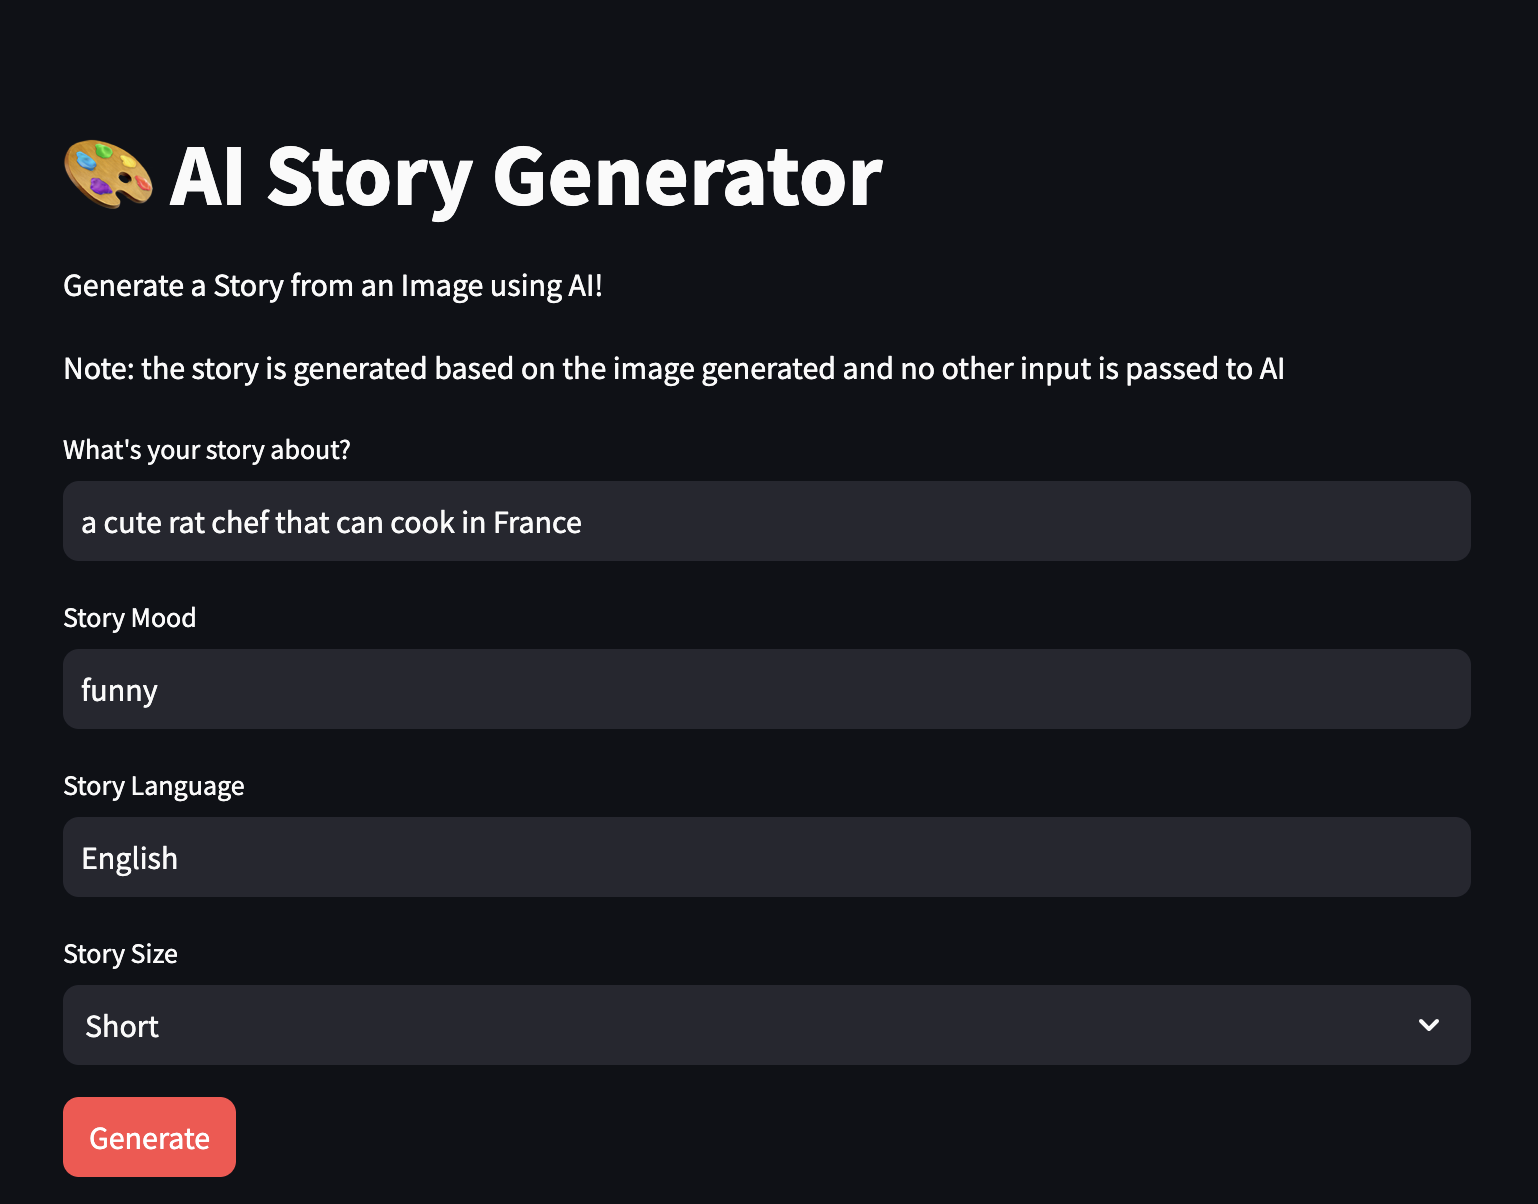 AI Story Generator
Generate a Story from an Image using AI!
Note: the story is generated based on the image generated and no other input is passed to AI
What's your story about?
a cute rat chef that can cook in France
Story Mood
funny
Story Language
English
Story Size
Short
Generate